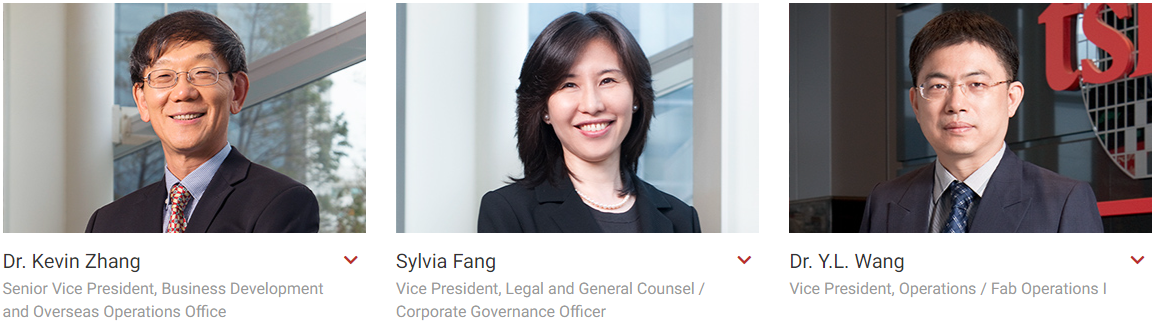 tsm
Dr. Kevin Zhang
Senior Vice President, Business Development
and Overseas Operations Office
Sylvia Fang
Vice President, Legal and General Counsel /
Corporate Governance Officer
Dr. Y.L. Wang
Vice President, Operations / Fab Operations I